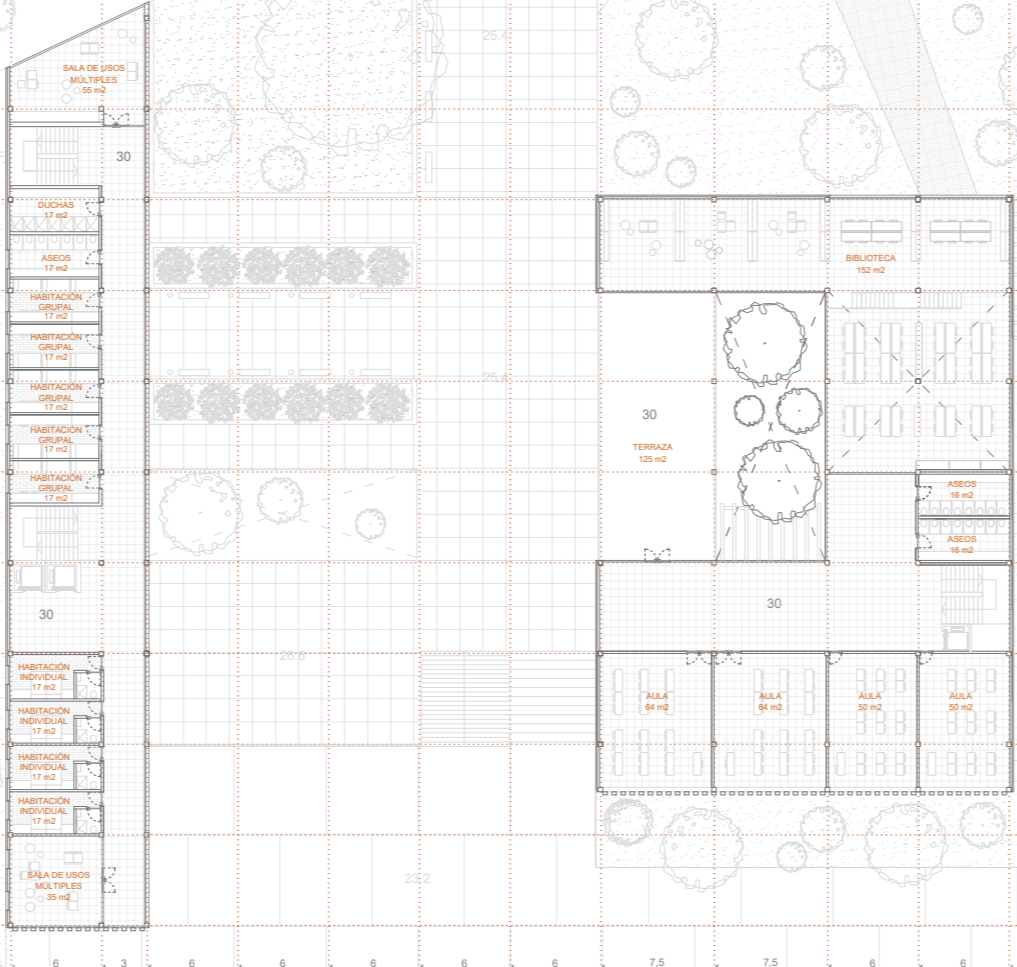 25.4
SALA DE USOS
MÚLTIPLES
55 m2
30
DUCHAS
17 m2
ASEOS
17 m2
HABITACIÓN
GRUPAL
17 m2
HABITACIÓN
GRUPAL
17 m2
HABITACIÓN
GRUPAL
17 m2
HABITACIÓN
GRUPAL
17 m2
HABITACIÓN
GRUPAL
17 m2
30
HABITACIÓN
INDIVIDUAL
17 m2
HABITACIÓN
INDIVIDUAL
17 m2
HABITACIÓN
INDIVIDUAL
17 m2
HABITACIÓN
INDIVIDUAL
17 m2
SALA DE USOS
MÚLTIPLES
35 m2
25.4
26.6
23.2
BIBLIOTECA
152 m2
30
TERRAZA
125 m2
ASEOS
16 m2
ASEOS
16 m2
30
AULA
64 m2
AULA
64 m2
AULA
50 m2
AULA
50 m2
6 3 6 6 6 6 6 7,5 7,5 6 6